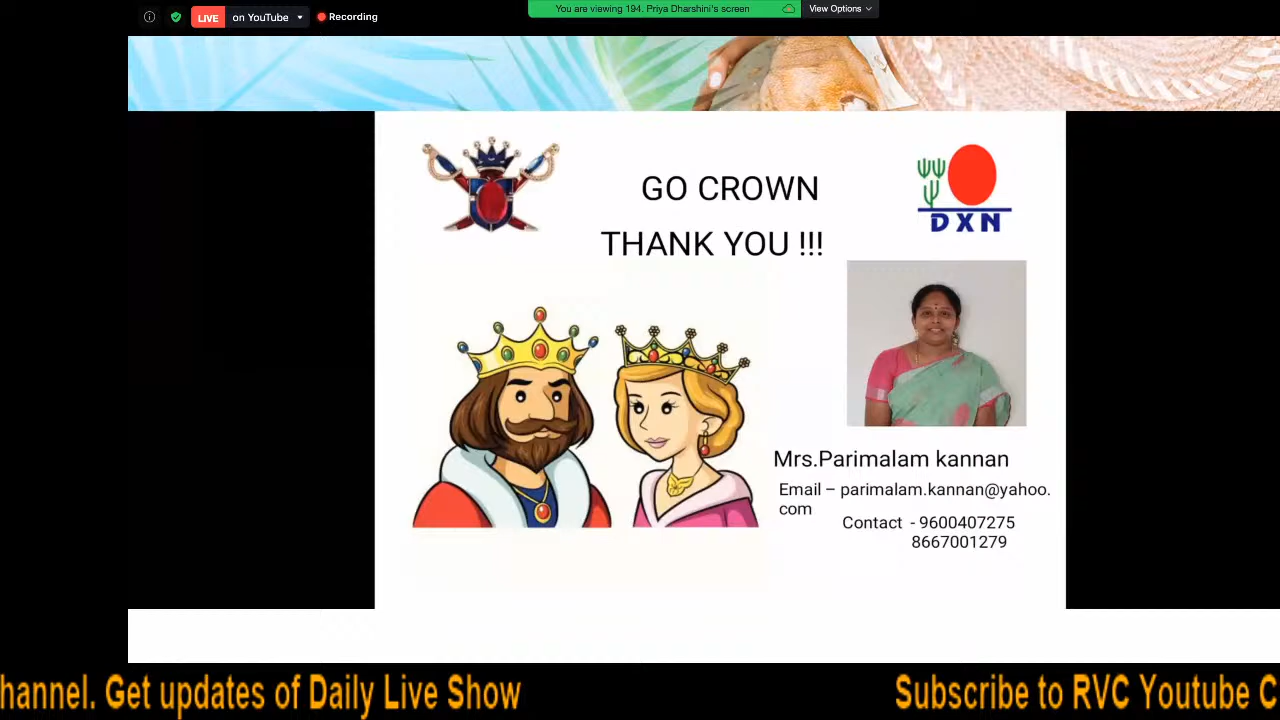 LIVE on YouTube Recording
You are viewing 194. Priya Dharshini's screen View Options
GO CROWN
THANK YOU !!!
DXN
Mrs.Parimalam kannan
Email – parimalam.kannan@yahoo.
com
Contact - 9600407275
8667001279
hannel. Get updates of Daily Live Show Subscribe to RVC Youtube C